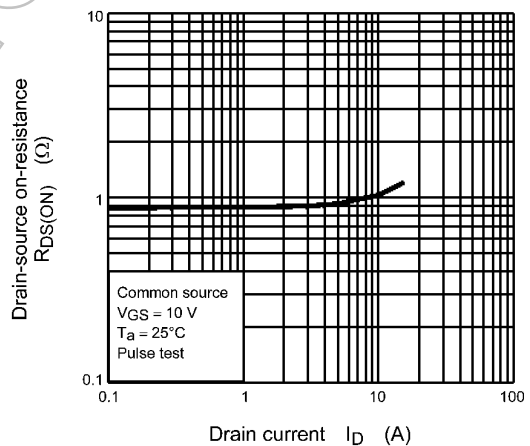 Drain-source on-resistance
RDS(ON) (Ω)
10
1
0.1
Common source
VGS = 10 V
Ta = 25°C
Pulse test
0.1
1
10
100
Drain current ID (A)